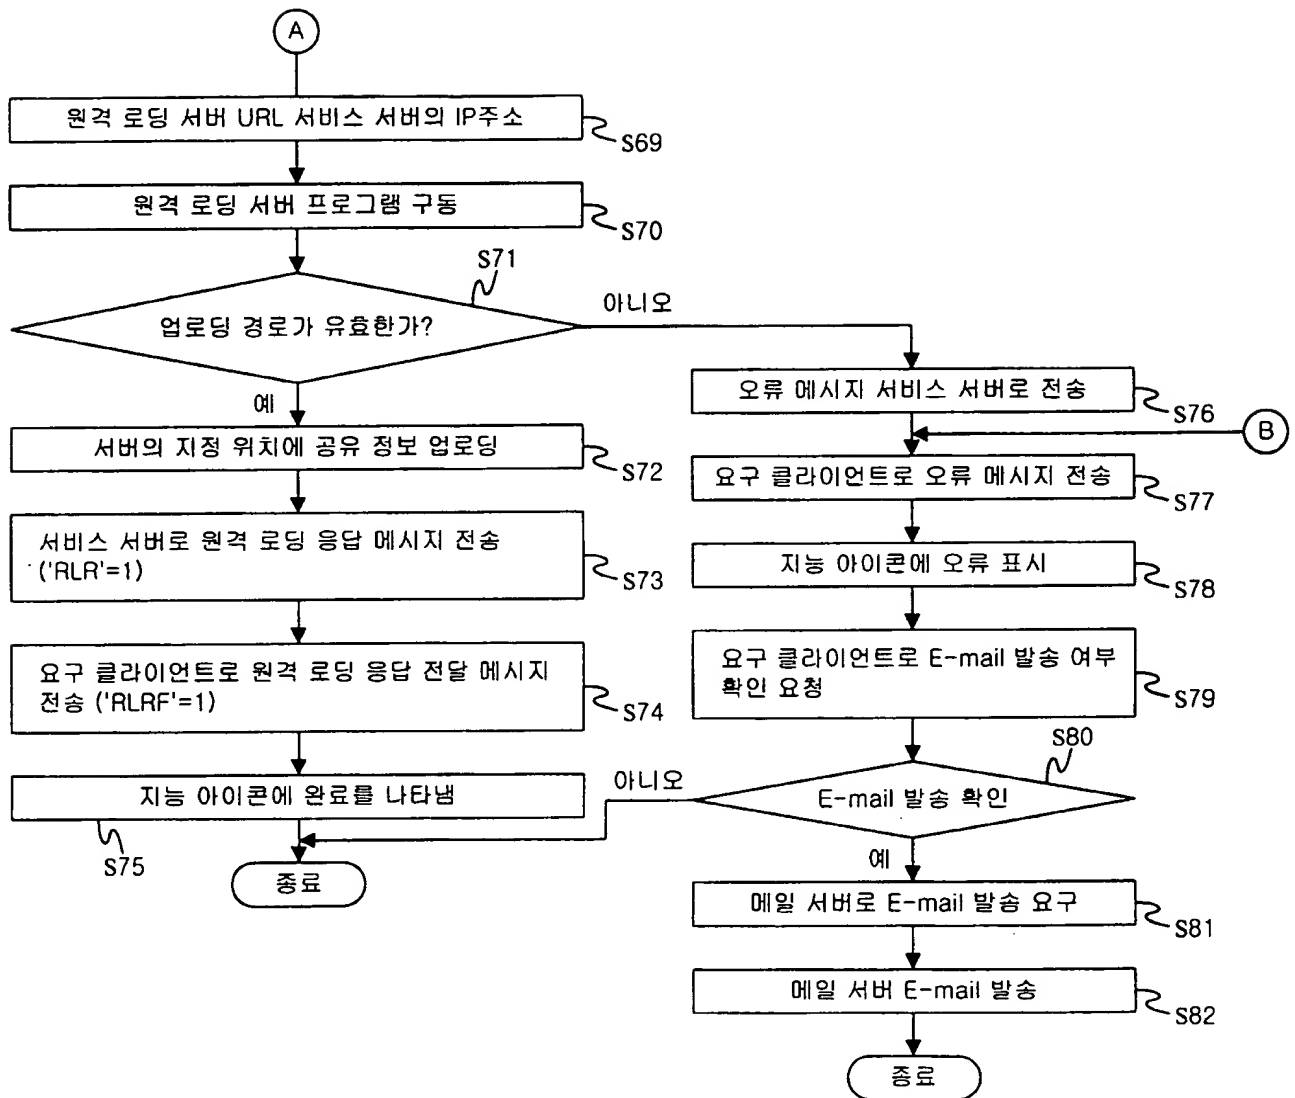 A
원격 로딩 서버 URL 서비스 서버의 IP주소
S69
원격 로딩 서버 프로그램 구동
S70
S71
업로딩 경로가 유효한가?
아니오
예
서버의 지정 위치에 공유 정보 업로딩
S72
서비스 서버로 원격 로딩 응답 메시지 전송
('RLR'=1)
S73
요구 클라이언트로 원격 로딩 응답 전달 메시지
전송 ('RLRF'=1)
S74
지능 아이콘에 완료를 나타냄
S75
종료
오류 메시지 서비스 서버로 전송
S76
B
요구 클라이언트로 오류 메시지 전송
S77
지능 아이콘에 오류 표시
S78
요구 클라이언트로 E-mail 발송 여부
확인 요청
S79
S80
E-mail 발송 확인
아니오
예
메일 서버로 E-mail 발송 요구
S81
메일 서버 E-mail 발송
S82
종료